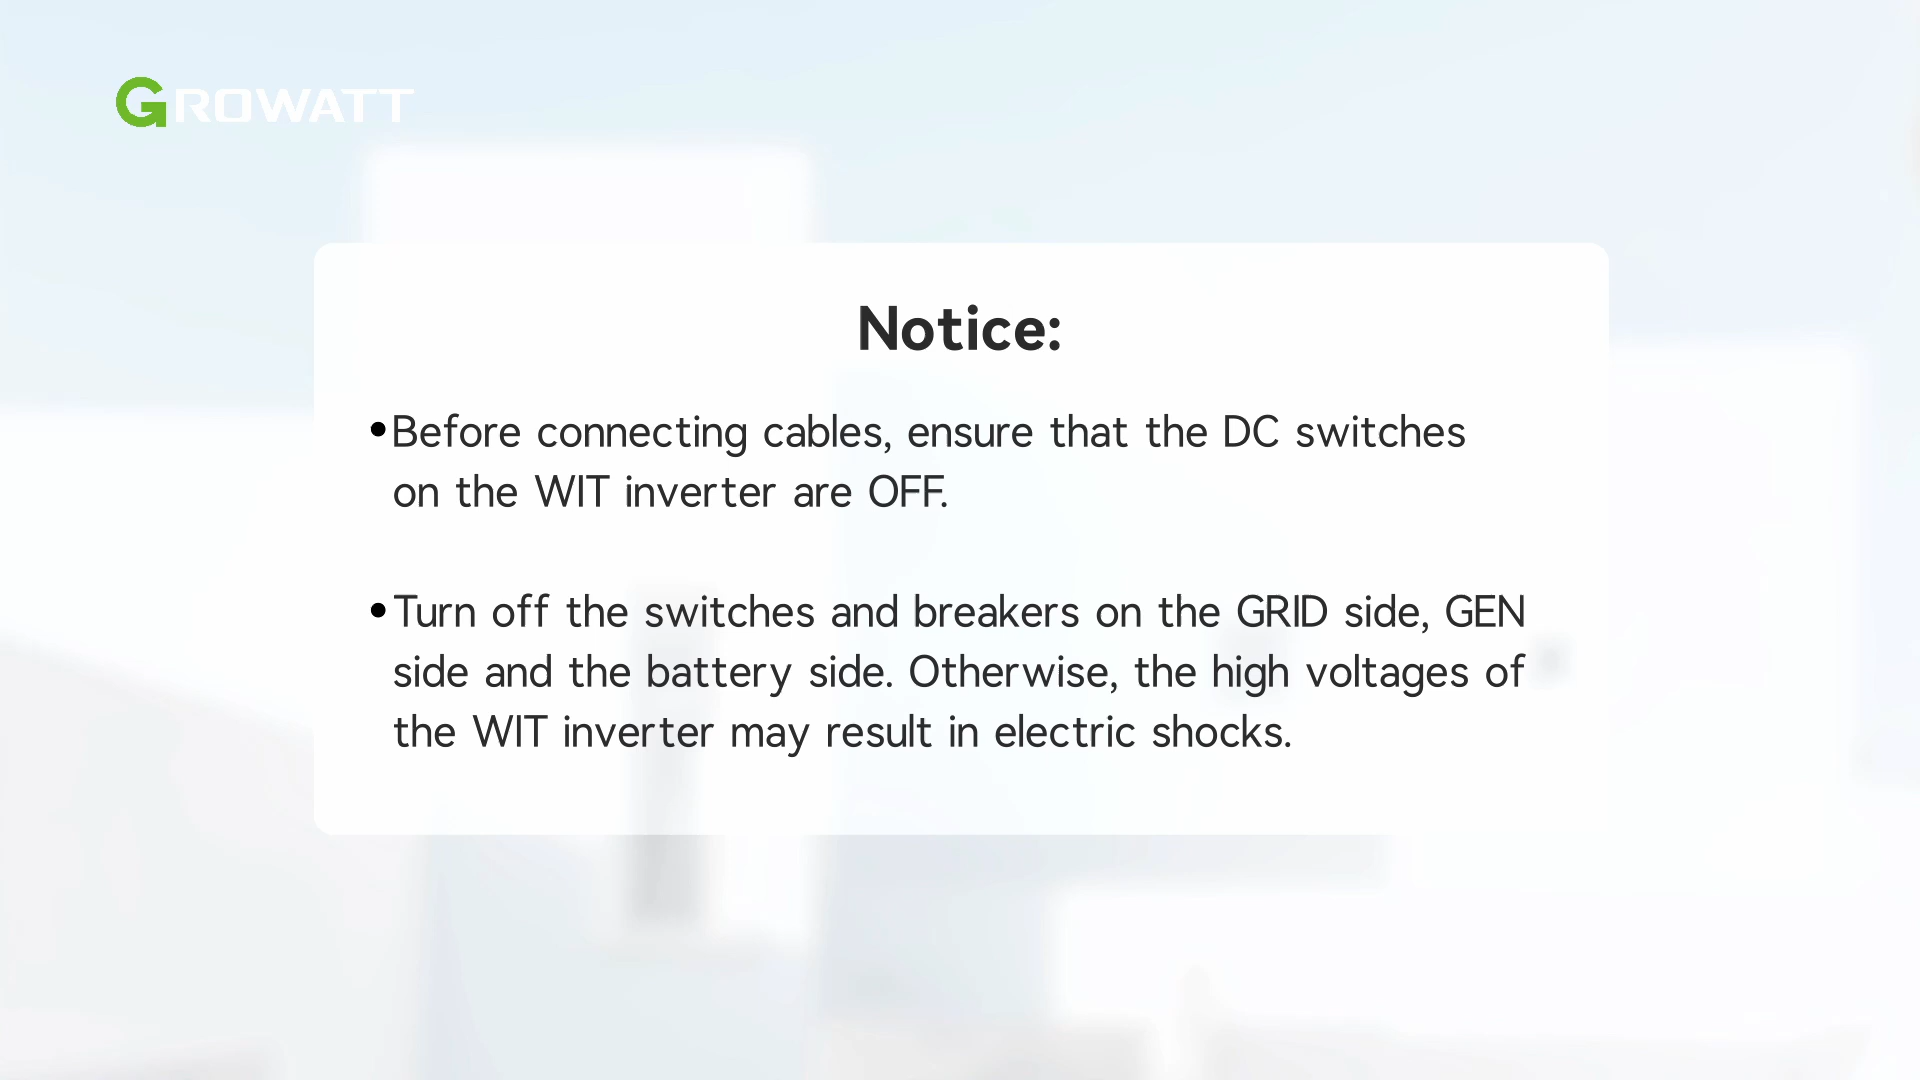 GROWATT
Notice:
•Before connecting cables, ensure that the DC switches
on the WIT inverter are OFF.
•Turn off the switches and breakers on the GRID side, GEN
side and the battery side. Otherwise, the high voltages of
the WIT inverter may result in electric shocks.